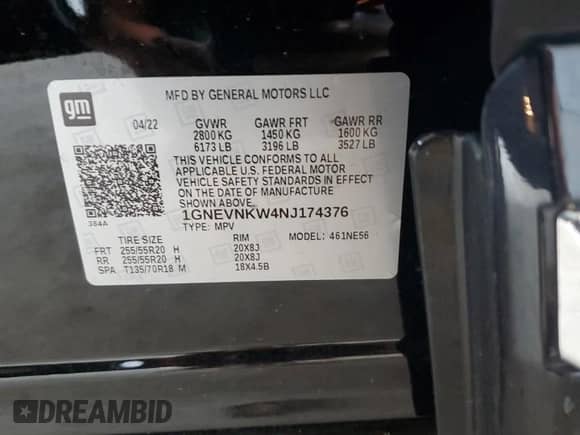 gm
MFD BY GENERAL MOTORS LLC
04/22 GVWR GAWR FRT GAWR RR
2800 KG 1450 KG 1600 KG
6173 LB 3196 LB 3527 LB
THIS VEHICLE CONFORMS TO ALL
APPLICABLE U.S. FEDERAL MOTOR
VEHICLE SAFETY STANDARDS IN EFFECT
ON THE DATE OF MANUFACTURE
SHOWN ABOVE.
384A 1GNEVNKW4NJ174376
TYPE: MPV
TIRE SIZE RIM MODEL: 461NE56
FRT 255/55R20 H 20X8J
RR 255/55R20 H 20X8J
SPA T135/70R18 M 18X4.5B
DREAMBID